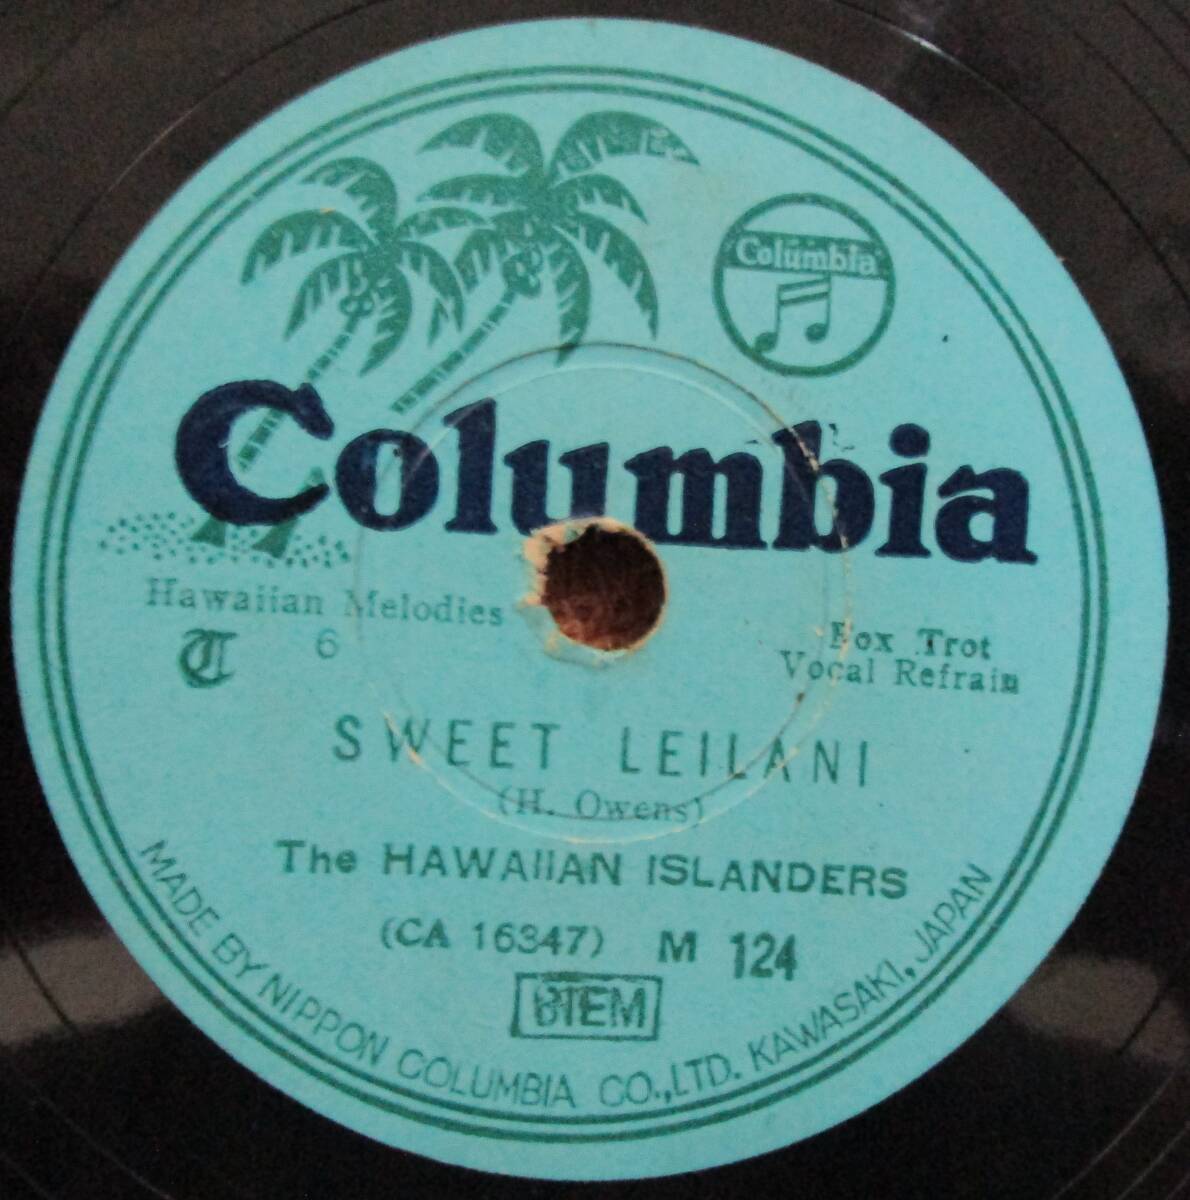 Columbia
Columbia
Hawaiian Melodies
T 6
Fox Trot
Vocal Refrain
SWEET LEILANI
(H. Owens)
The HAWAIIAN ISLANDERS
(CA 16347) M 124
BIEM
MADE BY NIPPON COLUMBIA CO., LTD. KAWASAKI, JAPAN